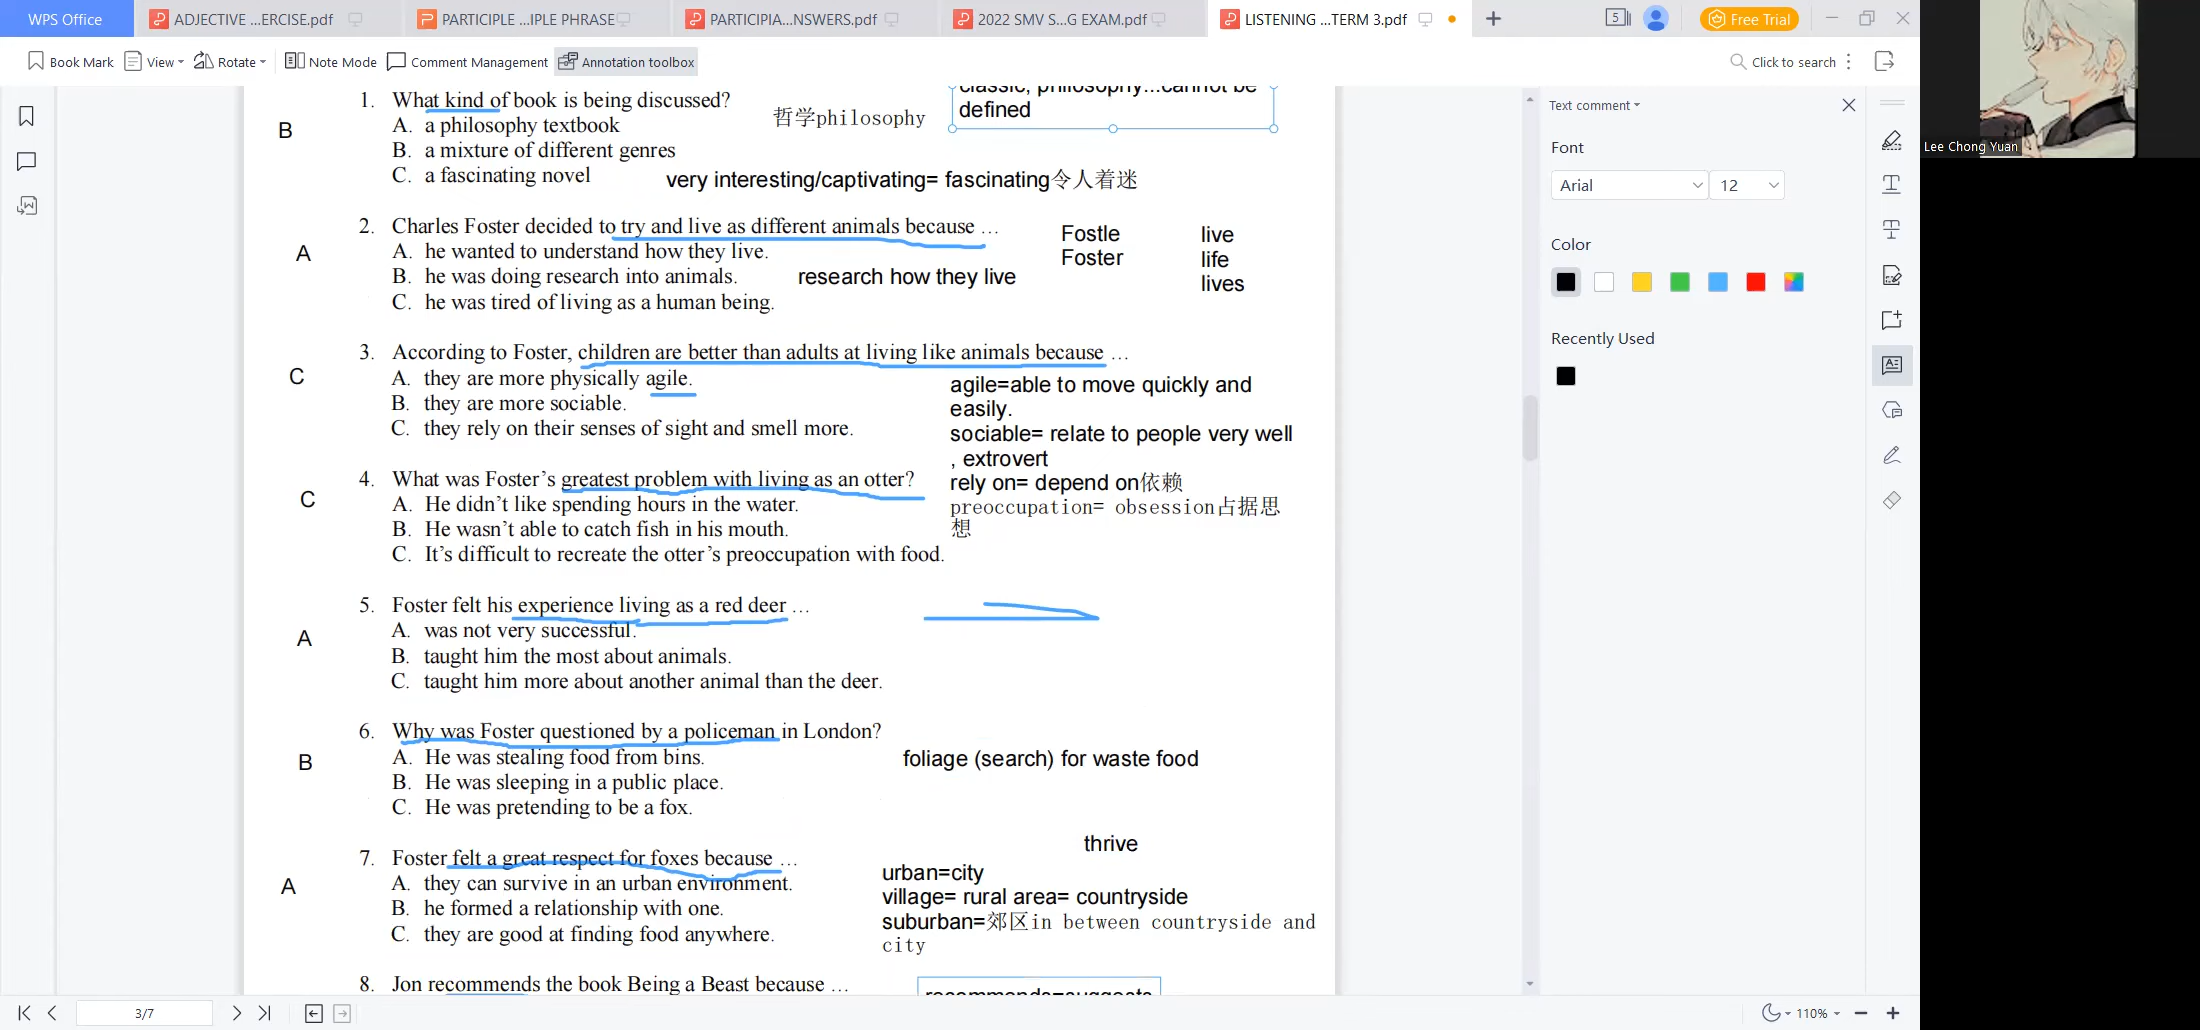 WPS Office
ADJECTIVE ...ERCISE.pdf
PARTICIPLE ...IPLE PHRASE
PARTICIPIA...NSWERS.pdf
2022 SMV S...G EXAM.pdf
LISTENING ...TERM 3.pdf
5
Free Trial
Book Mark
View
Rotate
Note Mode
Comment Management
Annotation toolbox
Click to search
Lee Chong Yuan
classic, philosophy...cannot be
defined
1. What kind of book is being discussed?
A. a philosophy textbook
B. a mixture of different genres
C. a fascinating novel
B
哲学philosophy
very interesting/captivating= fascinating令人着迷
2. Charles Foster decided to try and live as different animals because …
A. he wanted to understand how they live.
B. he was doing research into animals.
C. he was tired of living as a human being.
A
research how they live
Fostle
Foster
live
life
lives
3. According to Foster, children are better than adults at living like animals because …
A. they are more physically agile.
B. they are more sociable.
C. they rely on their senses of sight and smell more.
C
agile=able to move quickly and
easily.
sociable= relate to people very well
, extrovert
rely on= depend on依赖
preoccupation= obsession占据思
想
4. What was Foster’s greatest problem with living as an otter?
A. He didn’t like spending hours in the water.
B. He wasn’t able to catch fish in his mouth.
C. It’s difficult to recreate the otter’s preoccupation with food.
C
5. Foster felt his experience living as a red deer …
A. was not very successful.
B. taught him the most about animals.
C. taught him more about another animal than the deer.
A
6. Why was Foster questioned by a policeman in London?
A. He was stealing food from bins.
B. He was sleeping in a public place.
C. He was pretending to be a fox.
B
foliage (search) for waste food
7. Foster felt a great respect for foxes because …
A. they can survive in an urban environment.
B. he formed a relationship with one.
C. they are good at finding food anywhere.
A
thrive
urban=city
village= rural area= countryside
suburban=郊区in between countryside and
city
8. Jon recommends the book Being a Beast because …
recommends=suggests
Text comment
Font
Arial
12
Color
Recently Used
3/7
110%